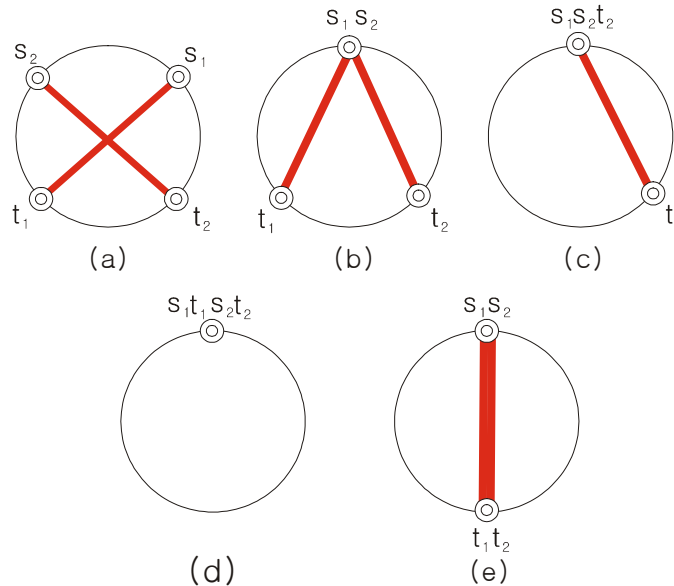 s₂ s₁
t₁ t₂
(a)
s₁ s₂
t₁ t₂
(b)
s₁s₂t₂
t
(c)
s₁t₁s₂t₂
(d)
s₁s₂
t₁t₂
(e)